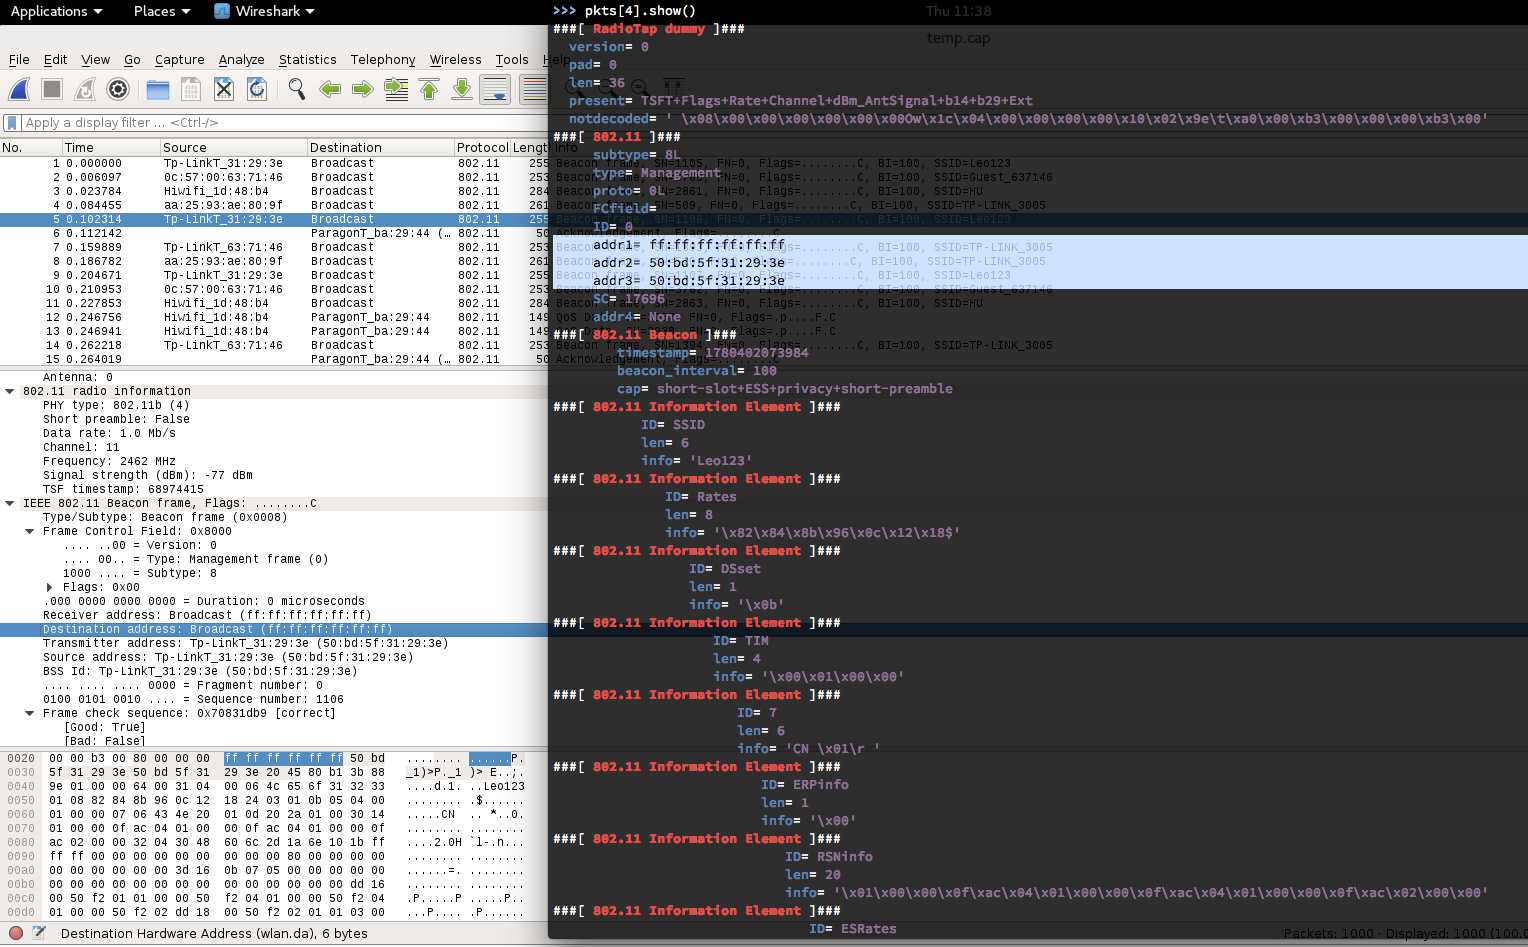 Applications Places Wireshark Thu 11:38
temp.cap
File Edit View Go Capture Analyze Statistics Telephony Wireless Tools Help
Apply a display filter ... <Ctrl-/>
No. Time Source Destination Protocol Length Info
1 0.000000 Tp-LinkT_31:29:3e Broadcast 802.11 255 Beacon frame, SN=1105, FN=0, Flags=........C, BI=100, SSID=Leo123
2 0.006097 0c:57:00:63:71:46 Broadcast 802.11 253 BI=100, SSID=Guest_637146
3 0.023784 Hiwifi_1d:48:b4 Broadcast 802.11 284 SN=2861, FN=0, Flags=........C, BI=100, SSID=HU
4 0.084455 aa:25:93:ae:80:9f Broadcast 802.11 261 SN=509, FN=0, Flags=........C, BI=100, SSID=TP-LINK_3005
5 0.102314 Tp-LinkT_31:29:3e Broadcast 802.11 255 Beacon frame, SN=1106, FN=0, Flags=........C, BI=100, SSID=Leo123
6 0.112142 ParagonT_ba:29:44 (… 802.11 50 Acknowledgement, Flags=........C
7 0.159889 Tp-LinkT_63:71:46 Broadcast 802.11 253 BI=100, SSID=TP-LINK_3005
8 0.186782 aa:25:93:ae:80:9f Broadcast 802.11 261 BI=100, SSID=TP-LINK_3005
9 0.204671 Tp-LinkT_31:29:3e Broadcast 802.11 255 SN=1107, FN=0, Flags=........C, BI=100, SSID=Leo123
10 0.210953 0c:57:00:63:71:46 Broadcast 802.11 253 SN=3762, FN=0, Flags=........C, BI=100, SSID=Guest_637146
11 0.227853 Hiwifi_1d:48:b4 Broadcast 802.11 284 SN=2863, FN=0, Flags=........C, BI=100, SSID=HU
12 0.246756 Hiwifi_1d:48:b4 ParagonT_ba:29:44 802.11 149 QoS Data, FN=0, Flags=.p....F.C
13 0.246941 Hiwifi_1d:48:b4 ParagonT_ba:29:44 802.11 149 QoS Data, FN=0, Flags=.p....F.C
14 0.262218 Tp-LinkT_63:71:46 Broadcast 802.11 253 Beacon frame, SN=1394, FN=0, Flags=........C, BI=100, SSID=TP-LINK_3005
15 0.264019 ParagonT_ba:29:44 (… 802.11 50 Acknowledgement, Flags=........C
Antenna: 0
802.11 radio information
PHY type: 802.11b (4)
Short preamble: False
Data rate: 1.0 Mb/s
Channel: 11
Frequency: 2462 MHz
Signal strength (dBm): -77 dBm
TSF timestamp: 68974415
IEEE 802.11 Beacon frame, Flags: ........C
Type/Subtype: Beacon frame (0x0008)
Frame Control Field: 0x8000
.... ..00 = Version: 0
.... 00.. = Type: Management frame (0)
1000 .... = Subtype: 8
Flags: 0x00
.000 0000 0000 0000 = Duration: 0 microseconds
Receiver address: Broadcast (ff:ff:ff:ff:ff:ff)
Destination address: Broadcast (ff:ff:ff:ff:ff:ff)
Transmitter address: Tp-LinkT_31:29:3e (50:bd:5f:31:29:3e)
Source address: Tp-LinkT_31:29:3e (50:bd:5f:31:29:3e)
BSS Id: Tp-LinkT_31:29:3e (50:bd:5f:31:29:3e)
.... .... .... 0000 = Fragment number: 0
0100 0101 0010 .... = Sequence number: 1106
Frame check sequence: 0x70831db9 [correct]
[Good: True]
[Bad: False]
0020 00 00 b3 00 80 00 00 00 ff ff ff ff ff ff 50 bd ........ ......P.
0030 5f 31 29 3e 50 bd 5f 31 29 3e 20 45 80 b1 3b 88 _1)>P._1 )> E..;.
0040 9e 01 00 00 64 00 31 04 00 06 4c 65 6f 31 32 33 ....d.1. ..Leo123
0050 01 08 82 84 8b 96 0c 12 18 24 03 01 0b 05 04 00 ........ .$......
0060 01 00 00 07 06 43 4e 20 01 0d 20 2a 01 00 30 14 .....CN .. *..0.
0070 01 00 00 0f ac 04 01 00 00 0f ac 04 01 00 00 0f ........ ........
0080 ac 02 00 00 32 04 30 48 60 6c 2d 1a 6e 10 1b ff ....2.0H `l-.n...
0090 ff ff 00 00 00 00 00 00 00 00 80 00 00 00 00 ........ ........
00a0 00 00 00 00 00 00 3d 16 0b 07 05 00 00 00 00 00 ......=. ........
00b0 00 00 00 00 00 00 00 00 00 00 00 00 00 00 dd 16 ........ ........
00c0 00 50 f2 01 01 00 00 50 f2 04 01 00 00 50 f2 04 .P.....P .....P..
00d0 01 00 00 50 f2 02 dd 18 00 50 f2 02 01 01 03 00 ...P.... .P......
Destination Hardware Address (wlan.da), 6 bytes
Packets: 1000 · Displayed: 1000 (100.0
>>> pkts[4].show()
###[ RadioTap dummy ]###
version= 0
pad= 0
len= 36
present= TSFT+Flags+Rate+Channel+dBm_AntSignal+b14+b29+Ext
notdecoded= ' \x08\x00\x00\x00\x00\x00\x00Ow\x1c\x04\x00\x00\x00\x00\x10\x02\x9e\t\xa0\x00\xb3\x00\x00\x00\xb3\x00'
###[ 802.11 ]###
subtype= 8L
type= Management
proto= 0L
FCfield=
ID= 0
addr1= ff:ff:ff:ff:ff:ff
addr2= 50:bd:5f:31:29:3e
addr3= 50:bd:5f:31:29:3e
SC= 17696
addr4= None
###[ 802.11 Beacon ]###
timestamp= 1780402073984
beacon_interval= 100
cap= short-slot+ESS+privacy+short-preamble
###[ 802.11 Information Element ]###
ID= SSID
len= 6
info= 'Leo123'
###[ 802.11 Information Element ]###
ID= Rates
len= 8
info= '\x82\x84\x8b\x96\x0c\x12\x18$'
###[ 802.11 Information Element ]###
ID= DSset
len= 1
info= '\x0b'
###[ 802.11 Information Element ]###
ID= TIM
len= 4
info= '\x00\x01\x00\x00'
###[ 802.11 Information Element ]###
ID= 7
len= 6
info= 'CN \x01\r '
###[ 802.11 Information Element ]###
ID= ERPinfo
len= 1
info= '\x00'
###[ 802.11 Information Element ]###
ID= RSNinfo
len= 20
info= '\x01\x00\x00\x0f\xac\x04\x01\x00\x00\x0f\xac\x04\x01\x00\x00\x0f\xac\x02\x00\x00'
###[ 802.11 Information Element ]###
ID= ESRates